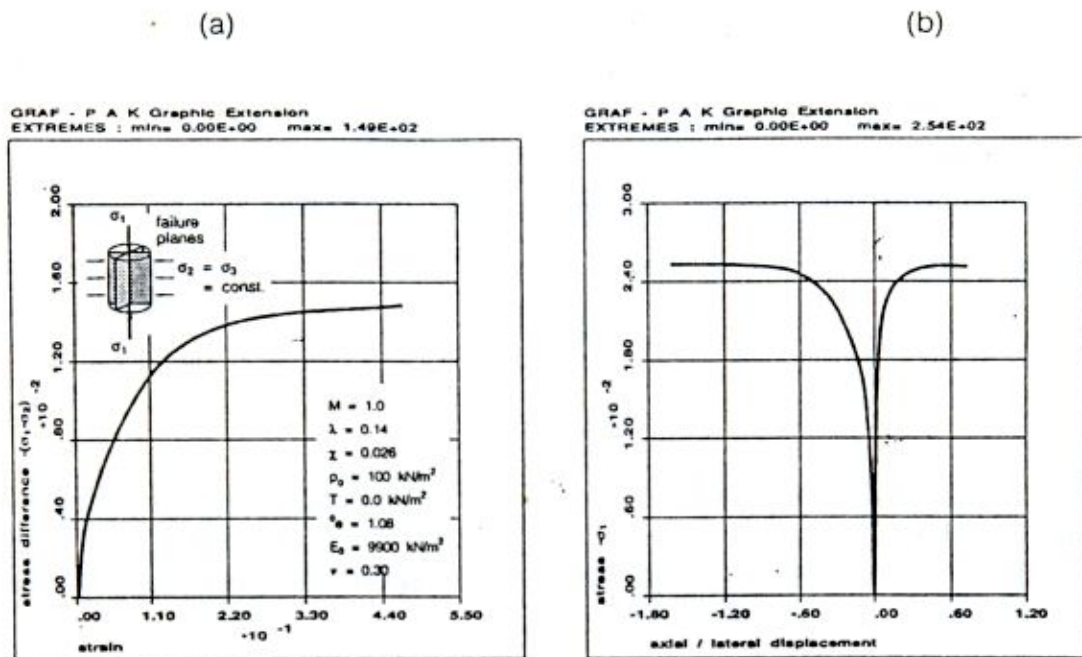 (a)
(b)
GRAF - P A K Graphic Extension
EXTREMES : min= 0.00E+00 max= 1.49E+02
2.00
1.60
1.20
.80
.40
.00
stress difference -(σ₁-σ₂)
*10 -2
σ₁
failure
planes
σ₂ = σ₃
= const.
σ₁
M = 1.0
λ = 0.14
χ = 0.026
p₀ = 100 kN/m²
T = 0.0 kN/m²
⁰e = 1.08
E₀ = 9900 kN/m²
ν = 0.30
.00 1.10 2.20 3.30 4.40 5.50
*10 -1
strain
GRAF - P A K Graphic Extension
EXTREMES : min= 0.00E+00 max= 2.54E+02
3.00
2.40
1.80
1.20
.60
.00
stress -σ₁
*10 -2
-1.80 -1.20 -.60 .00 .60 1.20
axial / lateral displacement